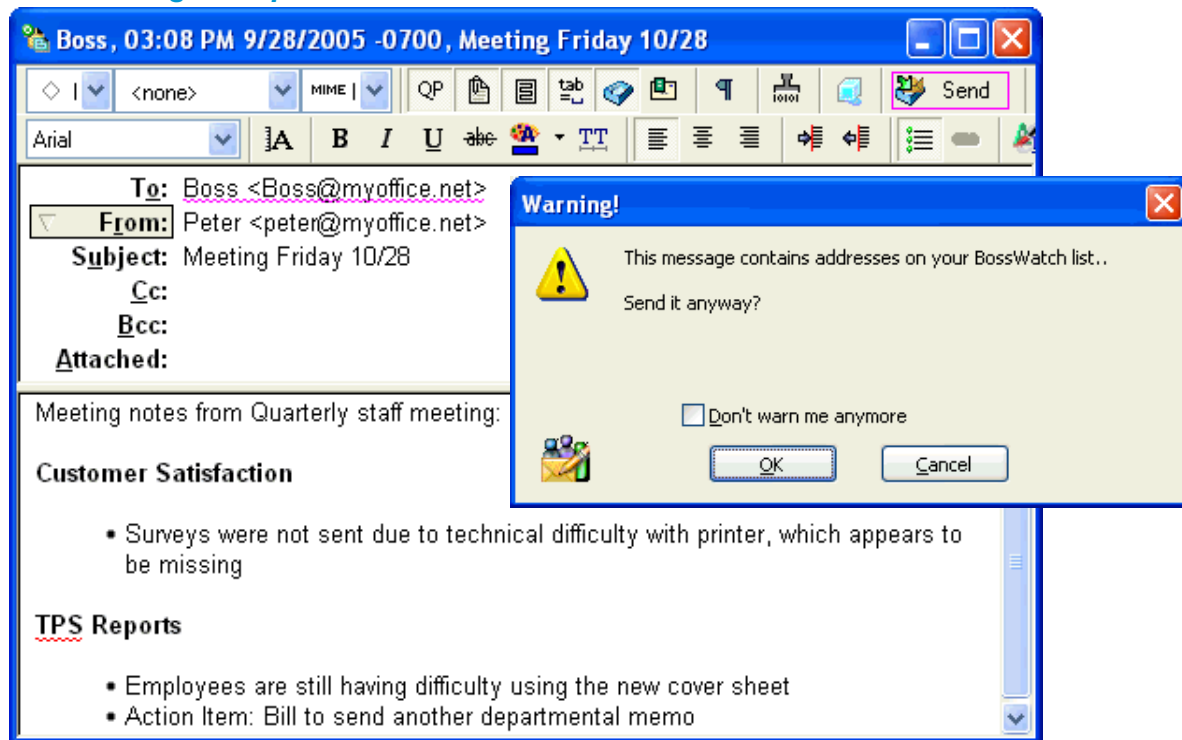 Boss, 03:08 PM 9/28/2005 -0700, Meeting Friday 10/28
<none> MIME QP tab Send
Arial A B I U abc A TT
To: Boss <Boss@myoffice.net>
From: Peter <peter@myoffice.net>
Subject: Meeting Friday 10/28
Cc:
Bcc:
Attached:
Warning!
This message contains addresses on your BossWatch list..
Send it anyway?
Don't warn me anymore
OK Cancel
Meeting notes from Quarterly staff meeting:
Customer Satisfaction
• Surveys were not sent due to technical difficulty with printer, which appears to
be missing
TPS Reports
• Employees are still having difficulty using the new cover sheet
• Action Item: Bill to send another departmental memo